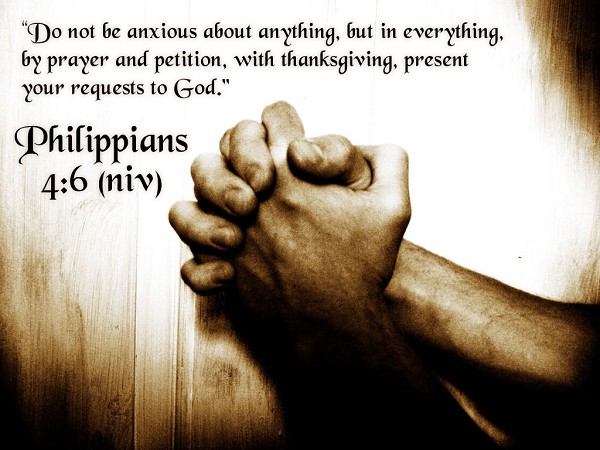 “Do not be anxious about anything, but in everything,
by prayer and petition, with thanksgiving, present
your requests to God."
Philippians
4:6 (niv)